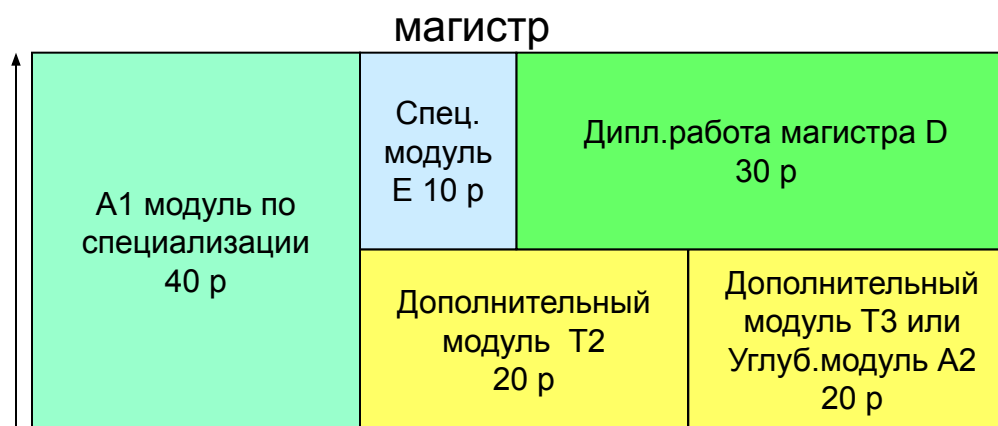 магистр
А1 модуль по
специализации
40 р
Спец.
модуль
Е 10 р
Дипл.работа магистра D
30 р
Дополнительный
модуль Т2
20 р
Дополнительный
модуль Т3 или
Углуб.модуль А2
20 р